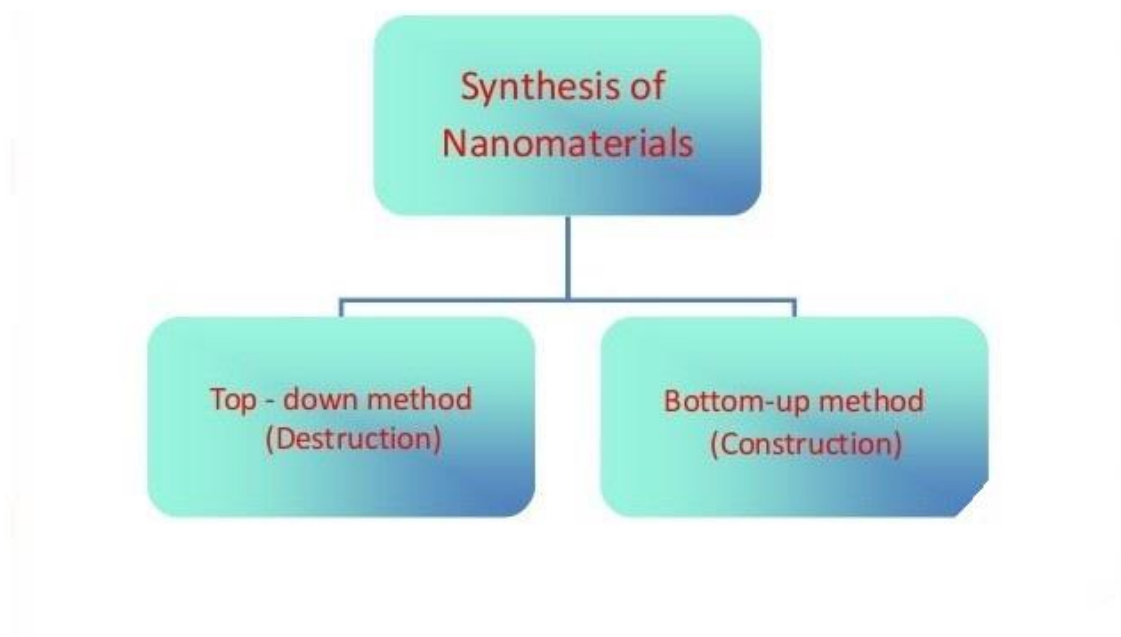 Synthesis of
Nanomaterials
Top - down method
(Destruction)
Bottom-up method
(Construction)